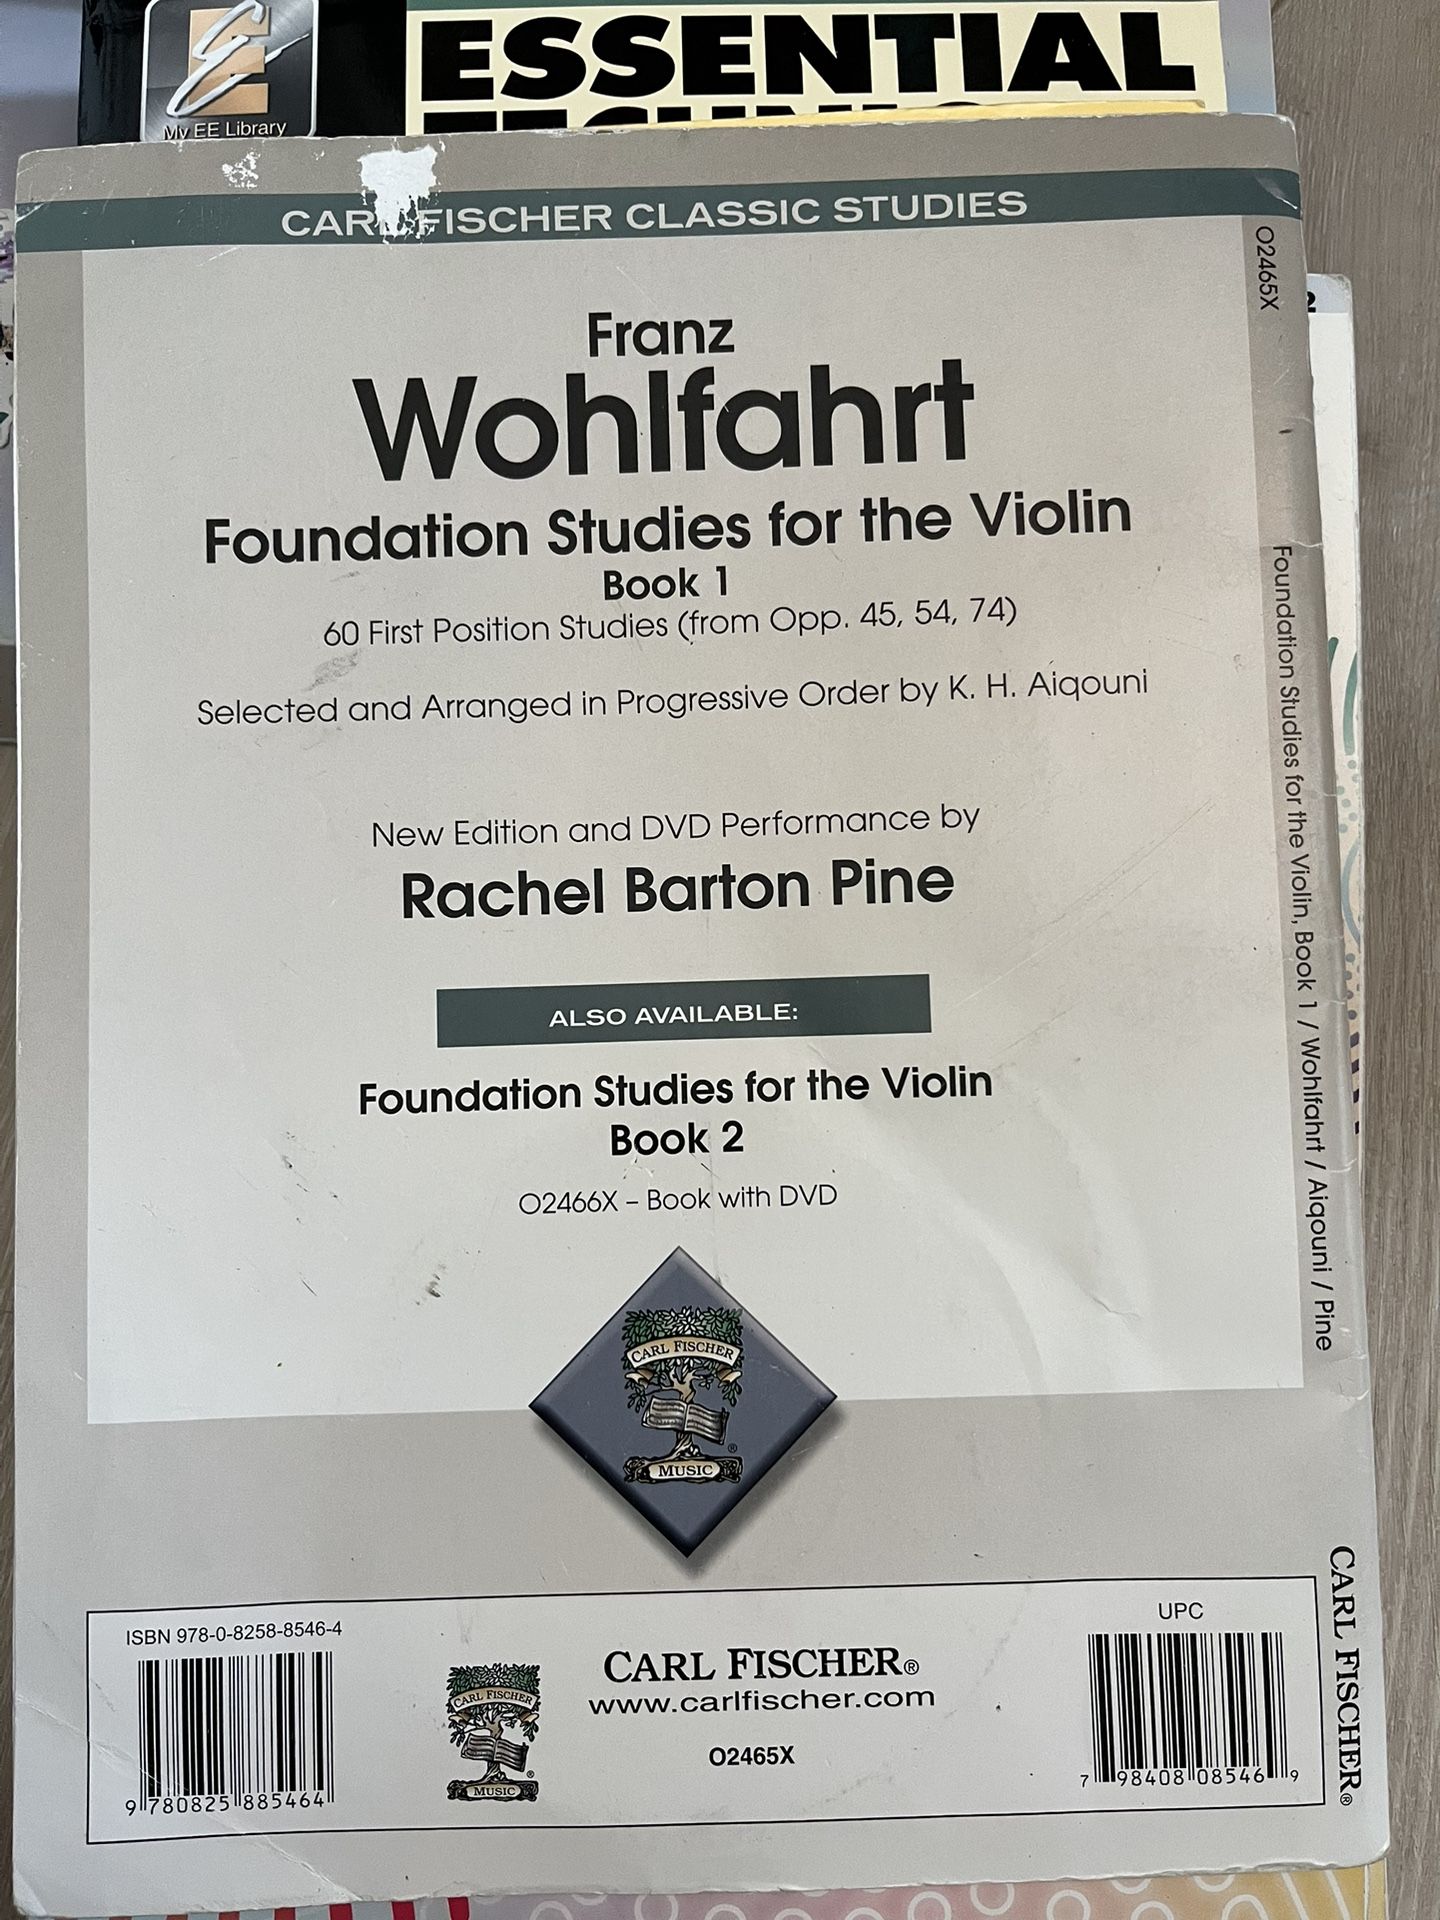 My EE Library
ESSENTIAL
CARL FISCHER CLASSIC STUDIES
Franz
Wohlfahrt
Foundation Studies for the Violin
Book 1
60 First Position Studies (from Opp. 45, 54, 74)
Selected and Arranged in Progressive Order by K. H. Aiqouni
New Edition and DVD Performance by
Rachel Barton Pine
ALSO AVAILABLE:
Foundation Studies for the Violin
Book 2
O2466X – Book with DVD
CARL FISCHER
MUSIC
®
ISBN 978-0-8258-8546-4
9 780825 885464
CARL FISCHER
MUSIC
®
CARL FISCHER®
www.carlfischer.com
O2465X
UPC
7 98408 08546 9
O2465X
Foundation Studies for the Violin, Book 1 / Wohlfahrt / Aiqouni / Pine
CARL FISCHER®